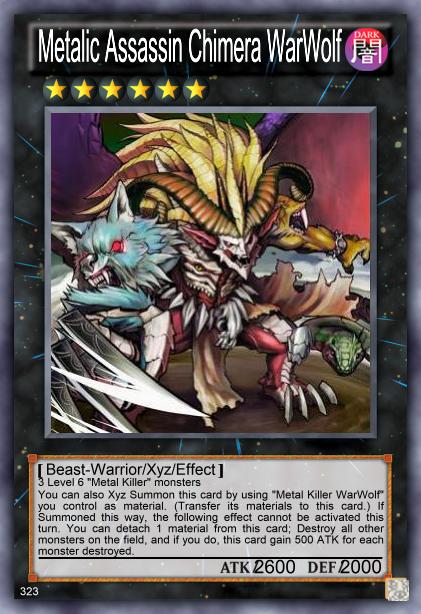 Metalic Assassin Chimera WarWolf
DARK
闇
[ Beast-Warrior/Xyz/Effect ]
3 Level 6 "Metal Killer" monsters
You can also Xyz Summon this card by using "Metal Killer WarWolf"
you control as material. (Transfer its materials to this card.) If
Summoned this way, the following effect cannot be activated this
turn. You can detach 1 material from this card; Destroy all other
monsters on the field, and if you do, this card gain 500 ATK for each
monster destroyed.
ATK/2600 DEF/2000
323